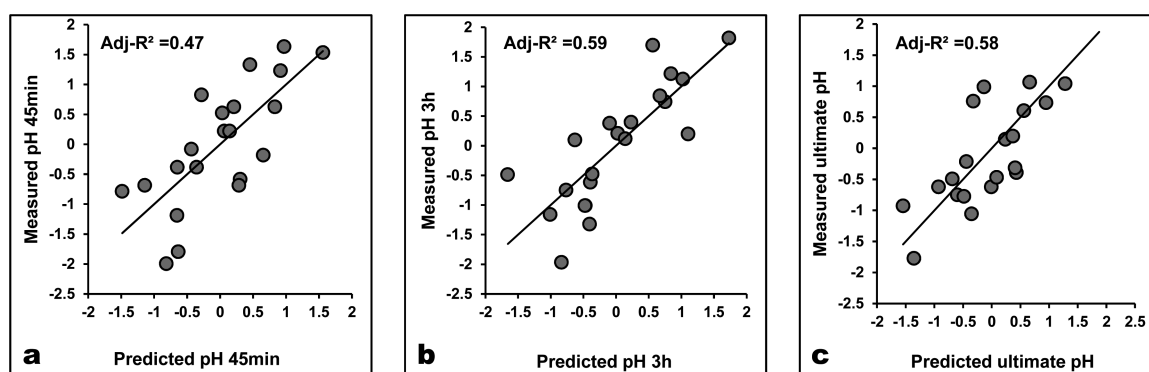 Adj-R² =0.47
Measured pH 45min
2
1.5
1
0.5
0
-0.5
-1
-1.5
-2
-2.5
-2 -1.5 -1 -0.5 0 0.5 1 1.5 2
a Predicted pH 45min
Adj-R² =0.59
Measured pH 3h
2
1.5
1
0.5
0
-0.5
-1
-1.5
-2
-2.5
-2 -1.5 -1 -0.5 0 0.5 1 1.5 2
b Predicted pH 3h
Adj-R² =0.58
Measured ultimate pH
2
1.5
1
0.5
0
-0.5
-1
-1.5
-2
-2.5
-2 -1.5 -1 -0.5 0 0.5 1 1.5 2 2.5
c Predicted ultimate pH